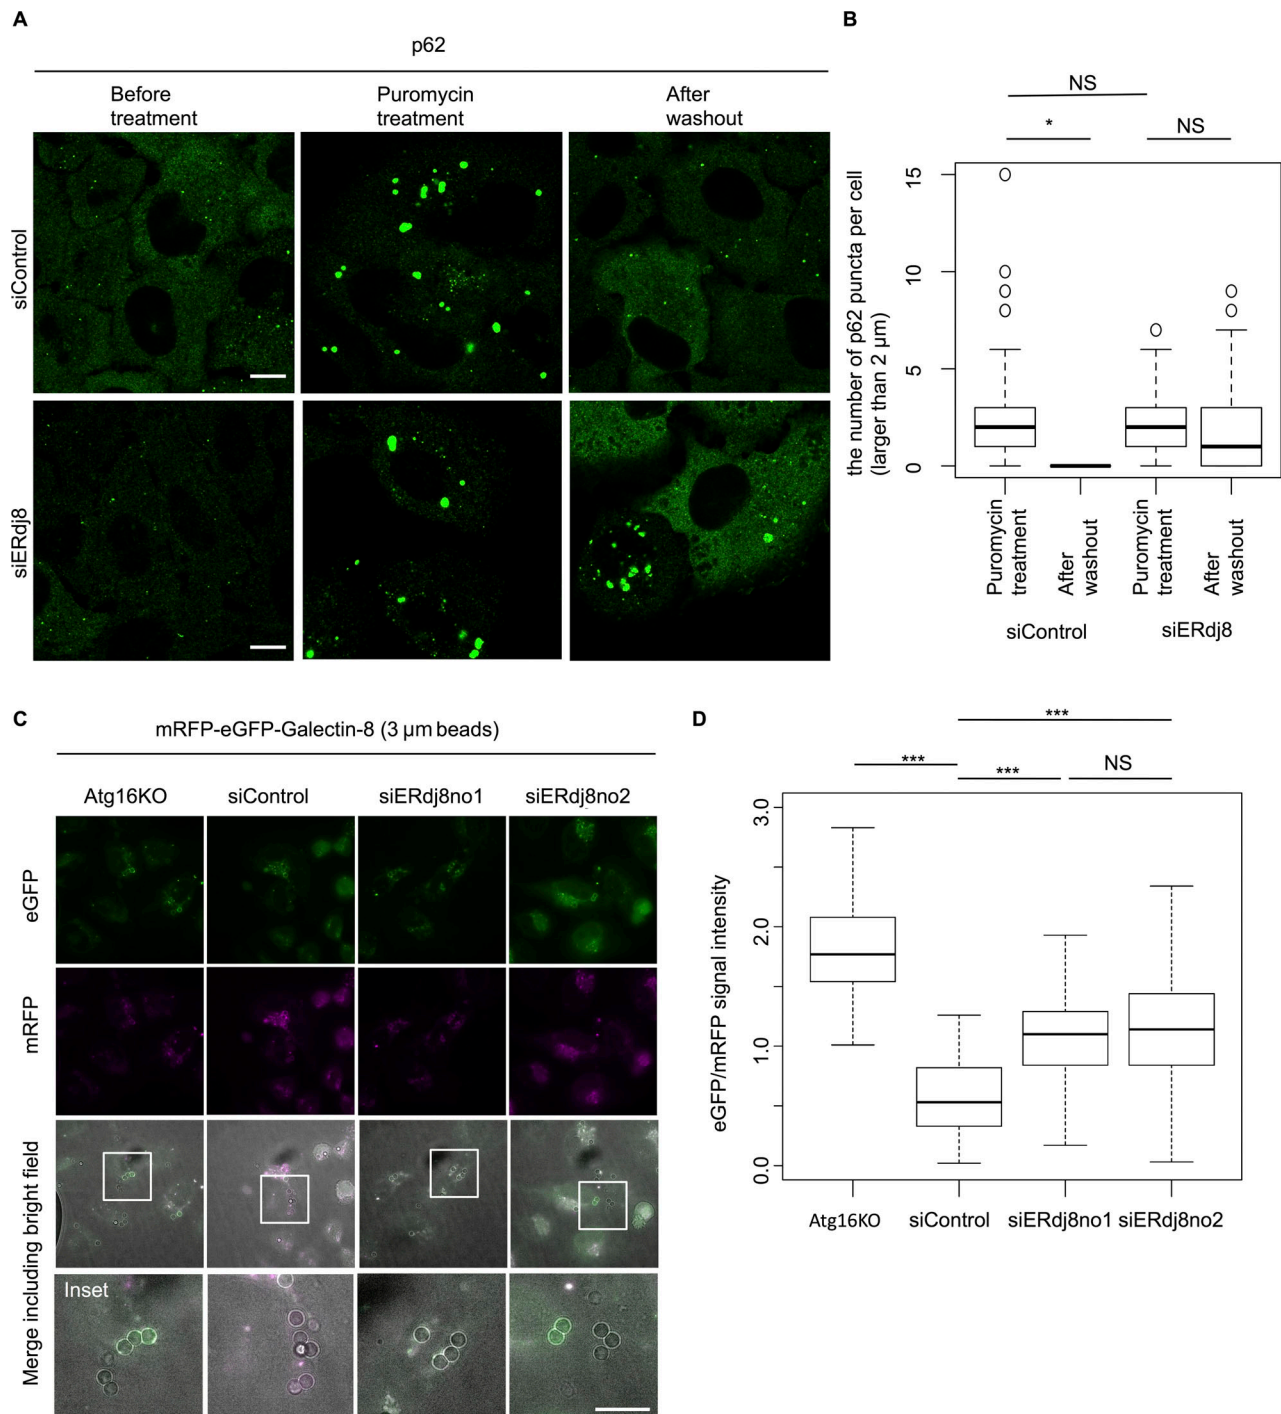 A
p62
Before
treatment
Puromycin
treatment
After
washout
siControl
siERdj8
B
NS
*
NS
the number of p62 puncta per cell
(larger than 2 µm)
15
10
5
0
Puromycin
treatment
After
washout
Puromycin
treatment
After
washout
siControl
siERdj8
C
mRFP-eGFP-Galectin-8 (3 µm beads)
Atg16KO
siControl
siERdj8no1
siERdj8no2
eGFP
mRFP
Merge including bright field
Inset
D
***
***
***
NS
eGFP/mRFP signal intensity
3.0
2.0
1.0
0.0
Atg16KO
siControl
siERdj8no1
siERdj8no2